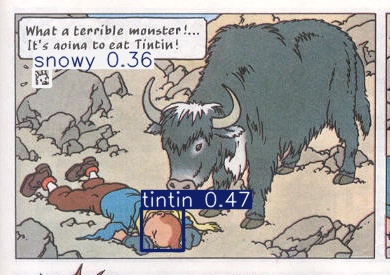 What a terrible monster!...
It's going to eat Tintin!
snowy 0.36
tintin 0.47